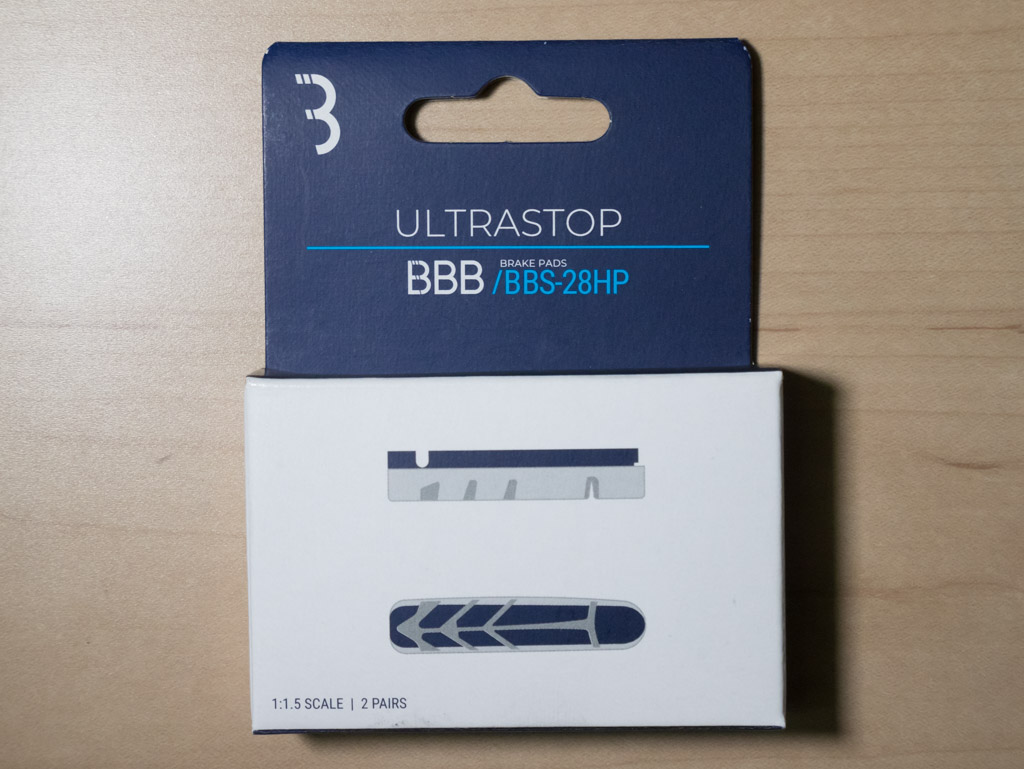 B
ULTRASTOP
BBB BRAKE PADS
/BBS-28HP
1:1.5 SCALE | 2 PAIRS